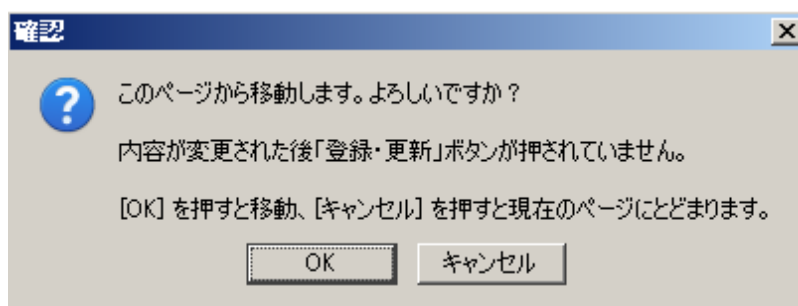 確認
このページから移動します。よろしいですか？
内容が変更された後「登録・更新」ボタンが押されていません。
[OK] を押すと移動、[キャンセル] を押すと現在のページにとどまります。
OK
キャンセル